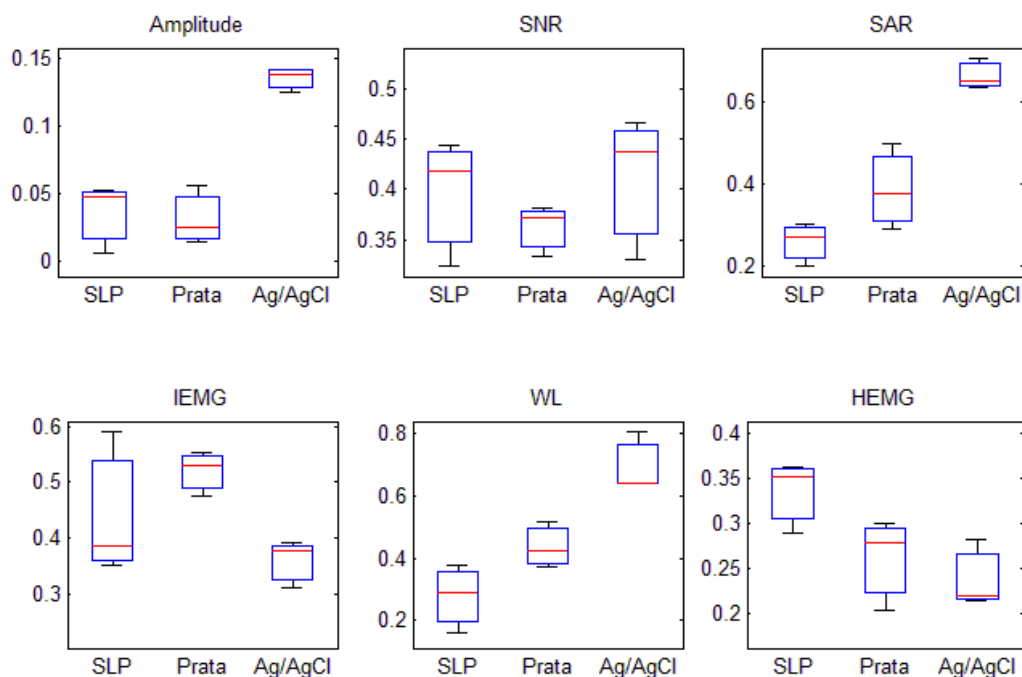 Amplitude
0.15
0.1
0.05
0
SLP Prata Ag/AgCl
SNR
0.5
0.45
0.4
0.35
SLP Prata Ag/AgCl
SAR
0.6
0.4
0.2
SLP Prata Ag/AgCl
IEMG
0.6
0.5
0.4
0.3
SLP Prata Ag/AgCl
WL
0.8
0.6
0.4
0.2
SLP Prata Ag/AgCl
HEMG
0.4
0.35
0.3
0.25
0.2
SLP Prata Ag/AgCl